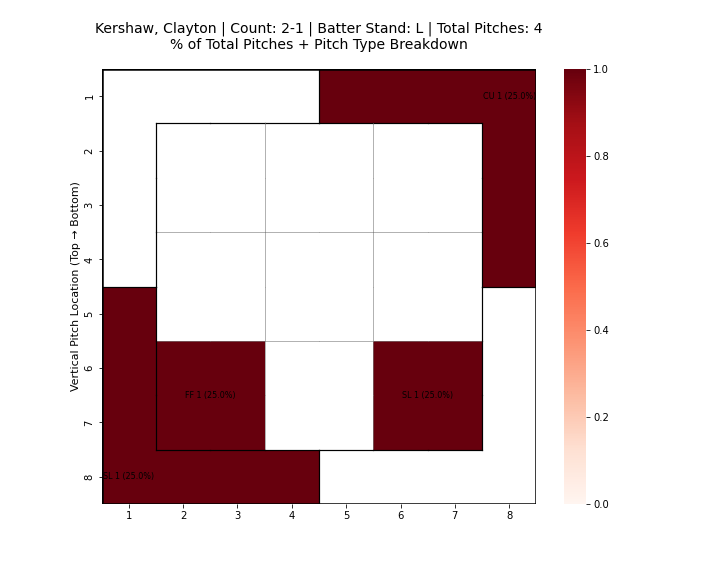 Kershaw, Clayton | Count: 2-1 | Batter Stand: L | Total Pitches: 4
% of Total Pitches + Pitch Type Breakdown
CU 1 (25.0%)
FF 1 (25.0%)
SL 1 (25.0%)
SL 1 (25.0%)
Vertical Pitch Location (Top → Bottom)
1
2
3
4
5
6
7
8
1 2 3 4 5 6 7 8
1.0
0.8
0.6
0.4
0.2
0.0